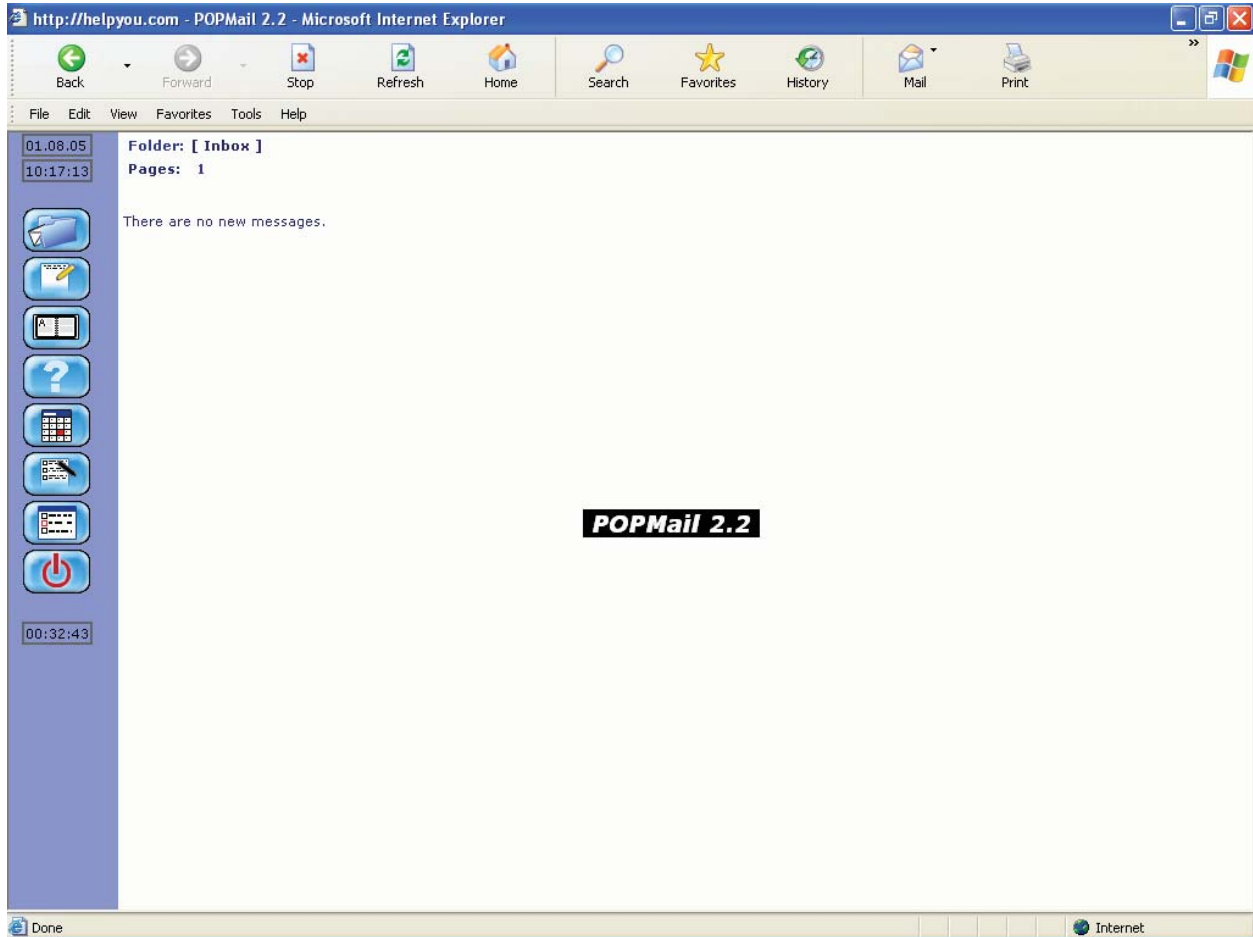 http://helpyou.com - POPMail 2.2 - Microsoft Internet Explorer
Back Forward Stop Refresh Home Search Favorites History Mail Print »
File Edit View Favorites Tools Help
01.08.05
Folder: [ Inbox ]
10:17:13
Pages: 1
There are no new messages.
A
?
POPMail 2.2
00:32:43
Done Internet